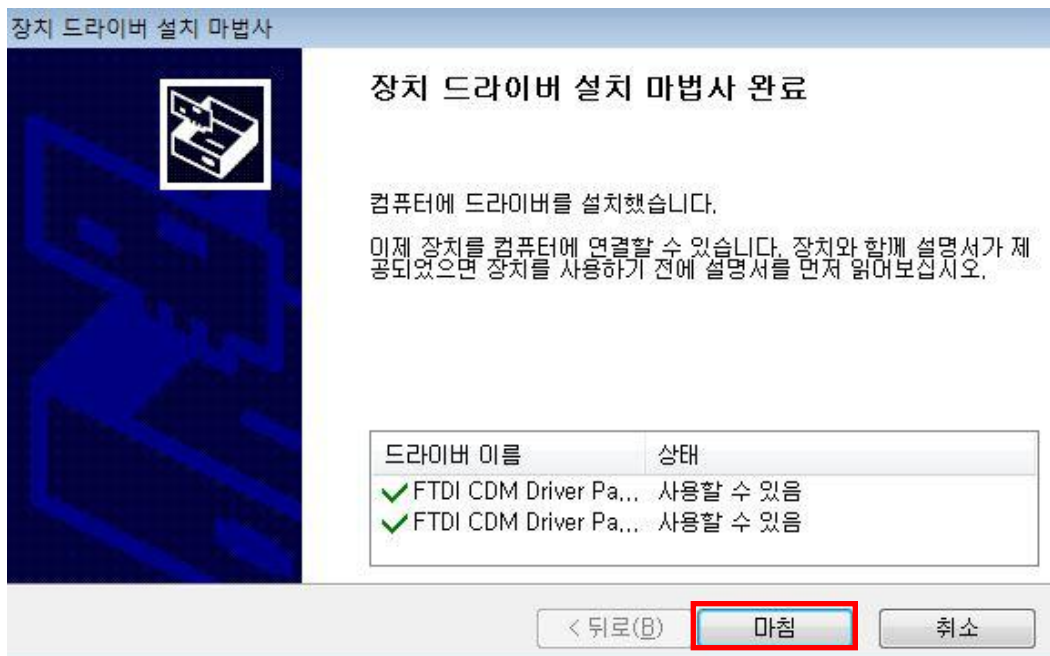 장치 드라이버 설치 마법사
장치 드라이버 설치 마법사 완료
컴퓨터에 드라이버를 설치했습니다.
이제 장치를 컴퓨터에 연결할 수 있습니다. 장치와 함께 설명서가 제
공되었으면 장치를 사용하기 전에 설명서를 먼저 읽어보십시오.
드라이버 이름 상태
FTDI CDM Driver Pa... 사용할 수 있음
FTDI CDM Driver Pa... 사용할 수 있음
< 뒤로(B) 마침 취소